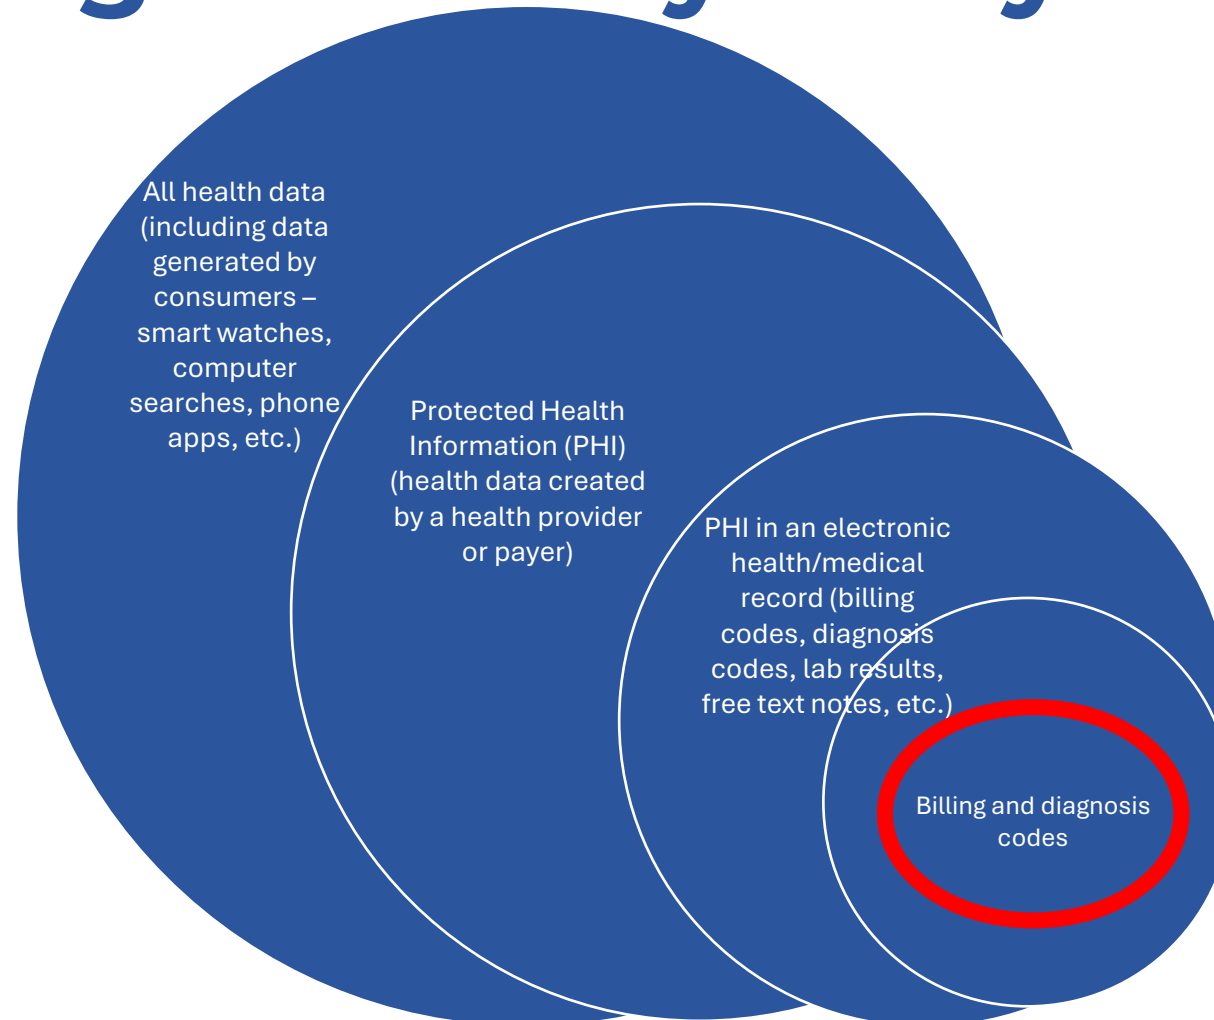 All health data
(including data
generated by
consumers –
smart watches,
computer
searches, phone
apps, etc.)
Protected Health
Information (PHI)
(health data created
by a health provider
or payer)
PHI in an electronic
health/medical
record (billing
codes, diagnosis
codes, lab results,
free text notes, etc.)
Billing and diagnosis
codes